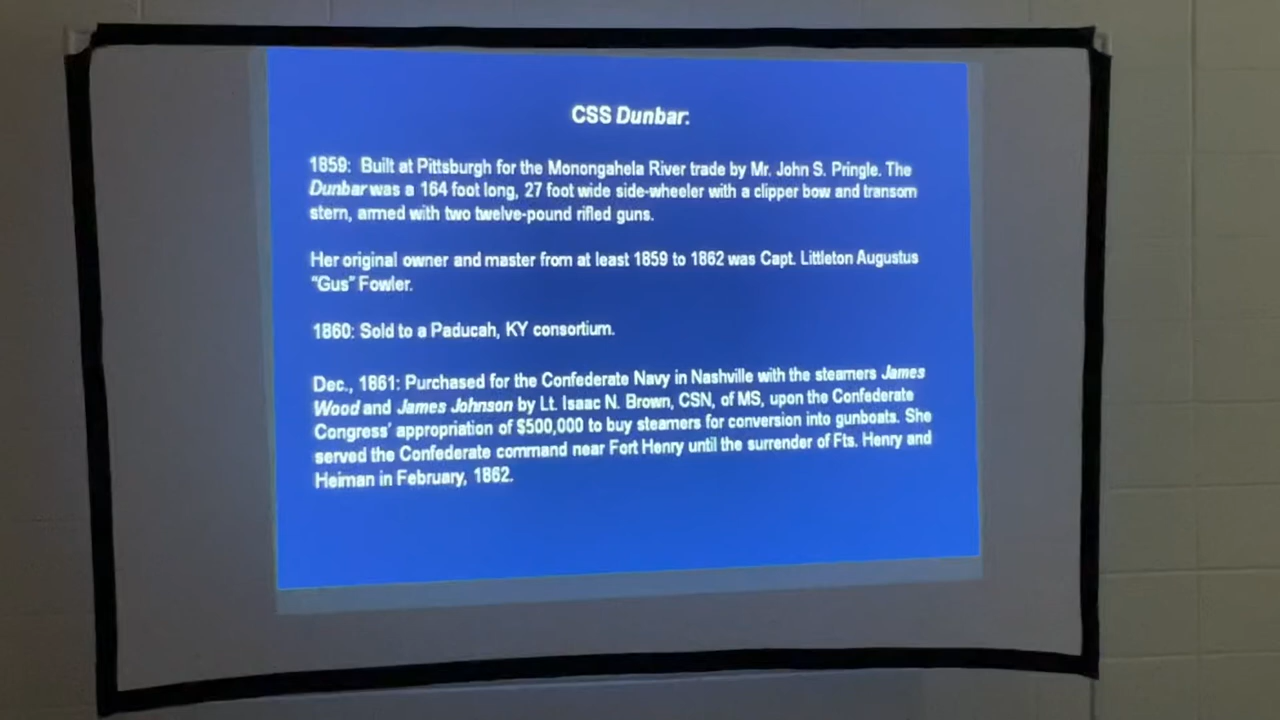 CSS Dunbar:
1859: Built at Pittsburgh for the Monongahela River trade by Mr. John S. Pringle. The
Dunbar was a 164 foot long, 27 foot wide side-wheeler with a clipper bow and transom
stern, armed with two twelve-pound rifled guns.
Her original owner and master from at least 1859 to 1862 was Capt. Littleton Augustus
"Gus" Fowler.
1860: Sold to a Paducah, KY consortium.
Dec., 1861: Purchased for the Confederate Navy in Nashville with the steamers James
Wood and James Johnson by Lt. Isaac N. Brown, CSN, of MS, upon the Confederate
Congress' appropriation of $500,000 to buy steamers for conversion into gunboats. She
served the Confederate command near Fort Henry until the surrender of Fts. Henry and
Heiman in February, 1862.